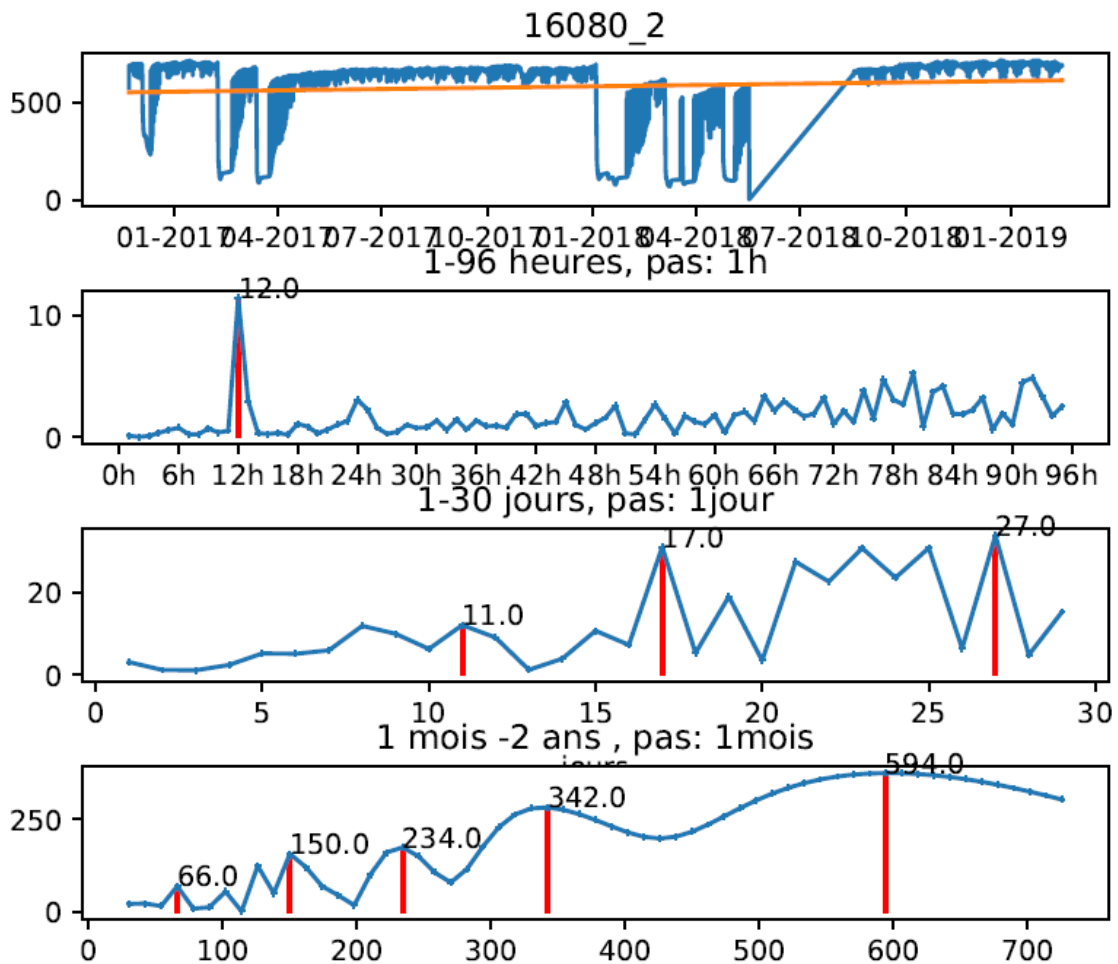 16080_2
500
0
01-2017 04-2017 07-2017 10-2017 01-2018 04-2018 07-2018 10-2018 01-2019
1-96 heures, pas: 1h
12.0
10
0
0h 6h 12h 18h 24h 30h 36h 42h 48h 54h 60h 66h 72h 78h 84h 90h 96h
1-30 jours, pas: 1jour
17.0 27.0
20
11.0
0
0 5 10 15 20 25 30
1 mois -2 ans , pas: 1mois
jours
594.0
342.0
250
150.0 234.0
66.0
0
0 100 200 300 400 500 600 700